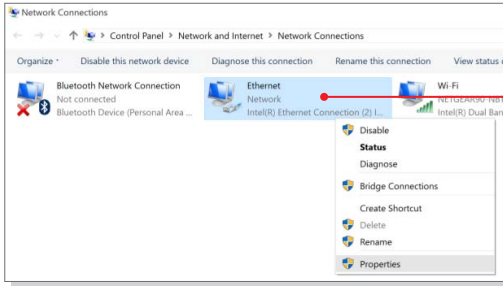 Network Connections
Control Panel > Network and Internet > Network Connections
Organize Disable this network device Diagnose this connection Rename this connection View status
Bluetooth Network Connection
Not connected
Bluetooth Device (Personal Area ...
Ethernet
Network
Intel(R) Ethernet Connection (2) I...
Wi-Fi
Intel(R) Dual Ban
Disable
Status
Diagnose
Bridge Connections
Create Shortcut
Delete
Rename
Properties